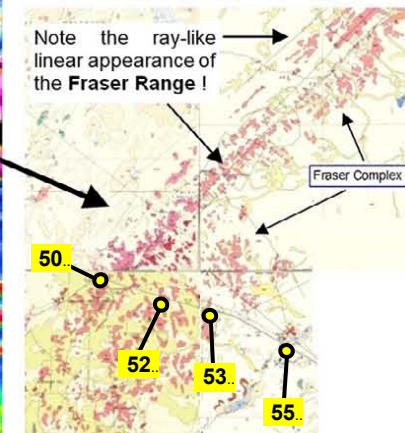 Note the ray-like
linear appearance of
the Fraser Range !
Fraser Complex
50..
52..
53..
55..